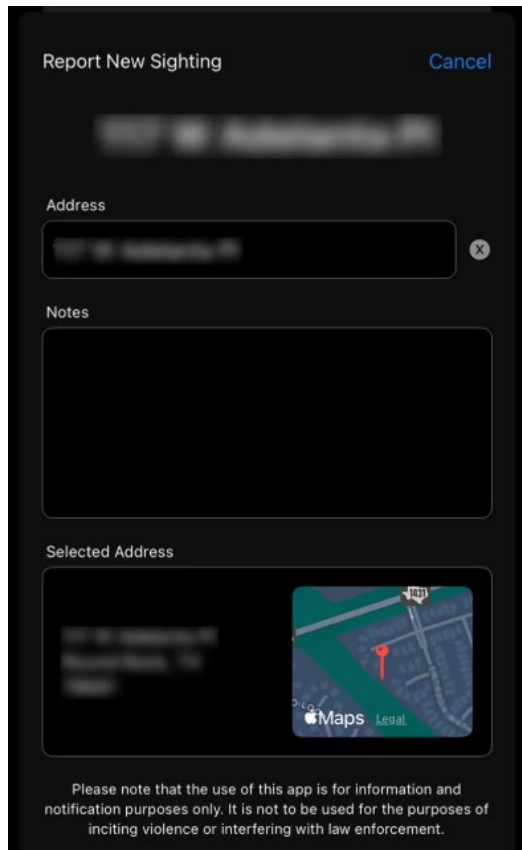 Report New Sighting
Cancel
Address
X
Notes
Selected Address
1431
Maps Legal
Please note that the use of this app is for information and
notification purposes only. It is not to be used for the purposes of
inciting violence or interfering with law enforcement.